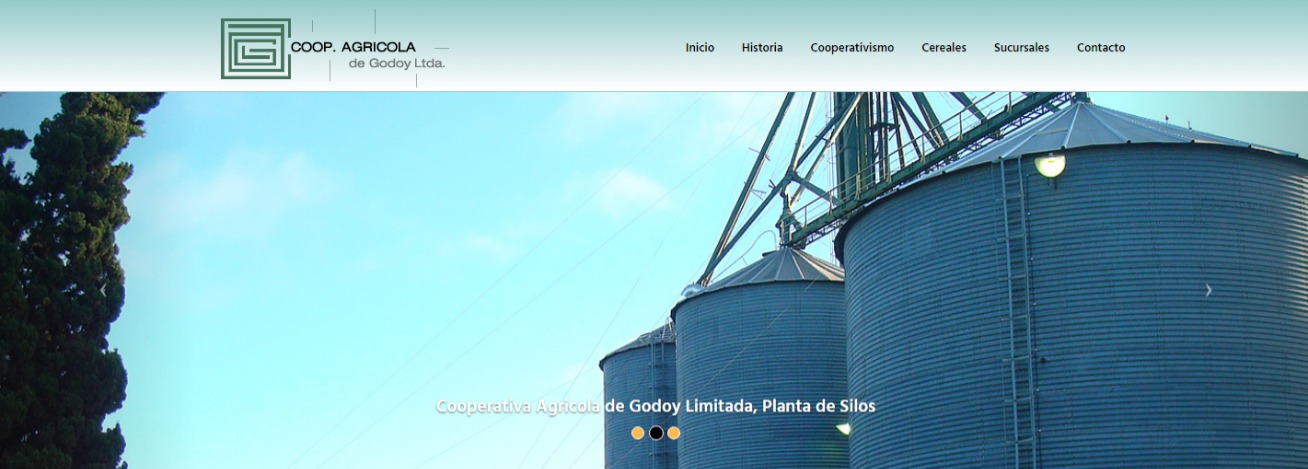 COOP. AGRICOLA
de Godoy Ltda.
Inicio Historia Cooperativismo Cereales Sucursales Contacto
Cooperativa Agricola de Godoy Limitada, Planta de Silos